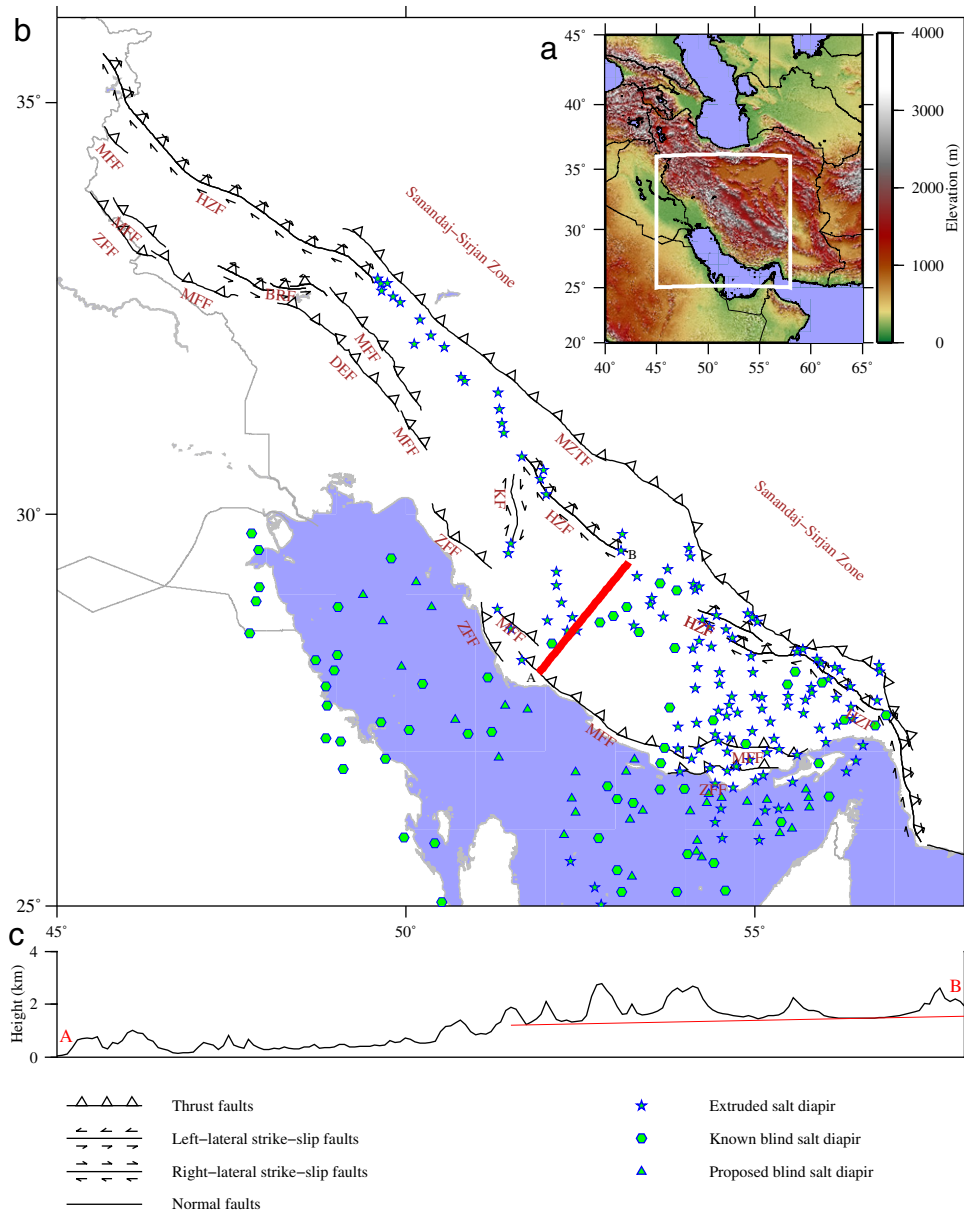 b
a
45°
40°
35°
30°
25°
20°
40°
45°
50°
55°
60°
65°
4000
3000
2000
1000
0
Elevation (m)
35°
30°
25°
45°
50°
55°
Sanandaj−Sirjan Zone
Sanandaj−Sirjan Zone
MFF
HZF
MFF
ZFF
MFF
BRF
MFF
DEF
MFF
MZTF
KF
HZF
ZFF
B
MFF
ZFF
HZF
A
MFF
HZF
MFF
ZFF
c
4
2
0
Height (km)
A
B
Thrust faults
Left−lateral strike−slip faults
Right−lateral strike−slip faults
Normal faults
Extruded salt diapir
Known blind salt diapir
Proposed blind salt diapir